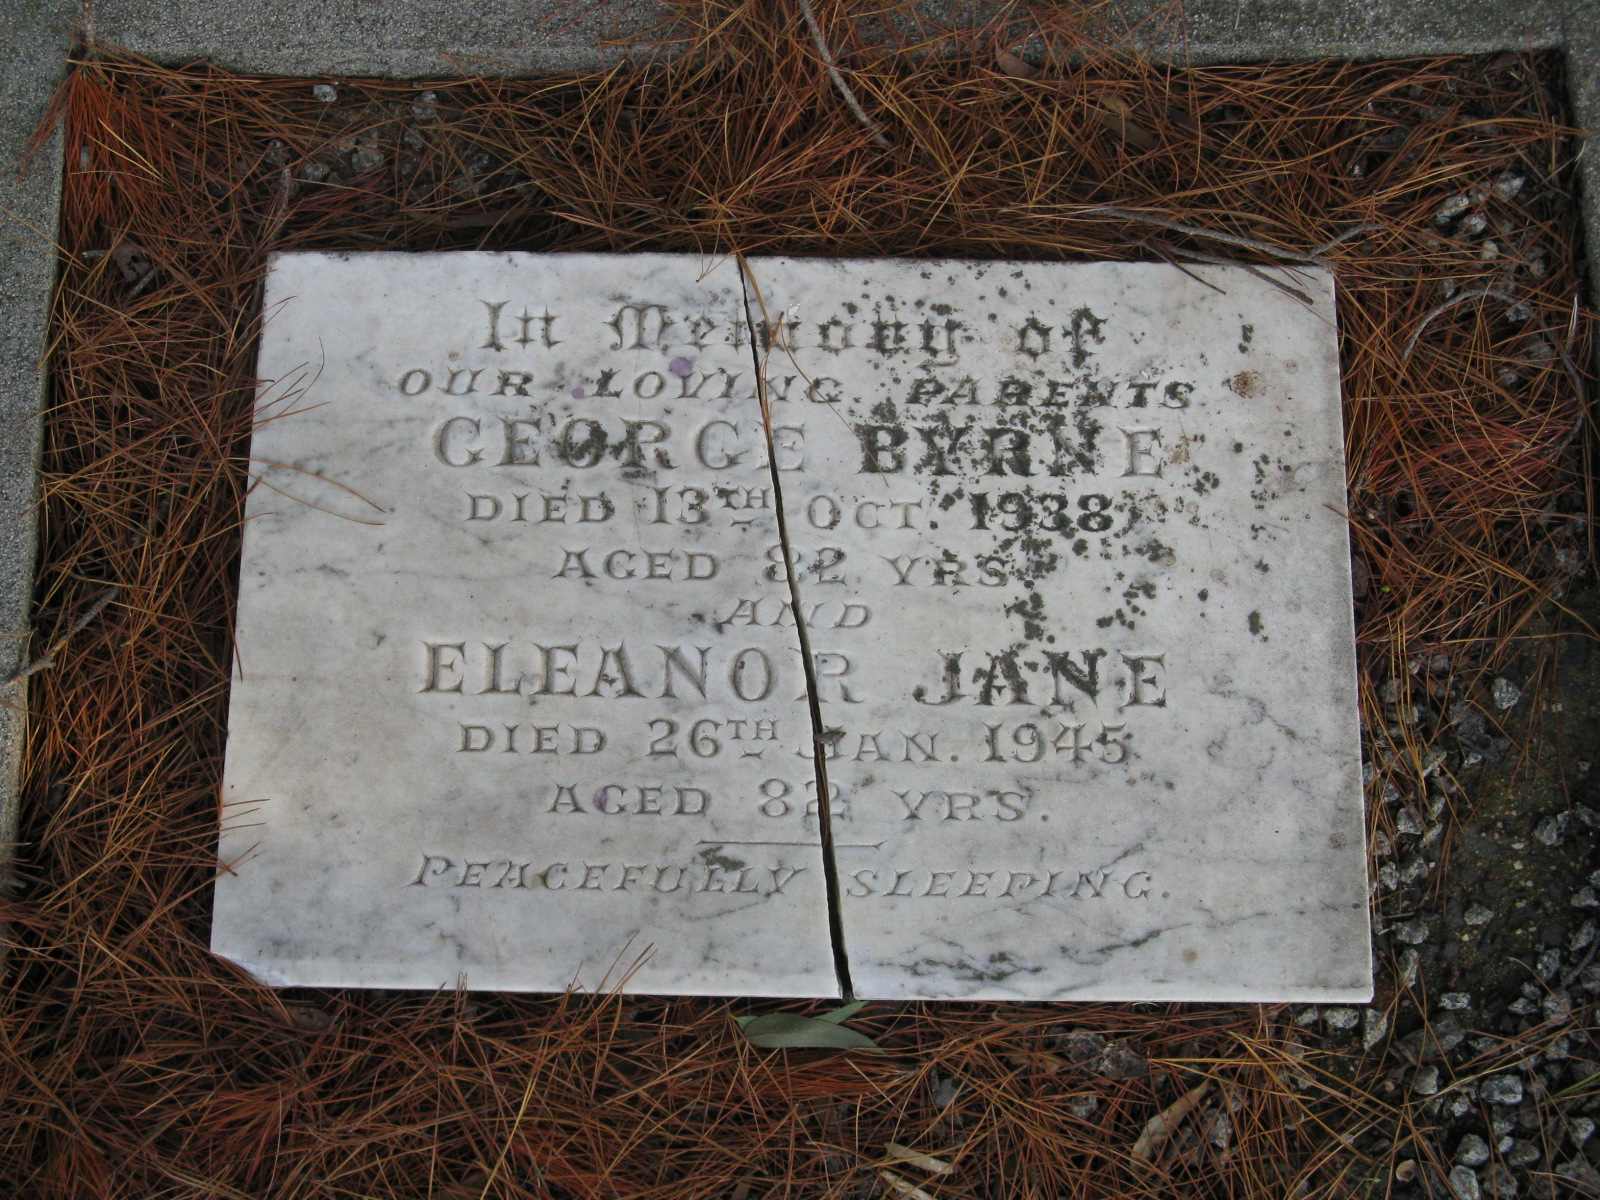 In Memory of
OUR LOVING PARENTS
GEORGE BYRNE
DIED 13TH OCT. 1938
AGED 82 YRS.
AND
ELEANOR JANE
DIED 26TH JAN. 1945
AGED 82 YRS.
PEACEFULLY SLEEPING.